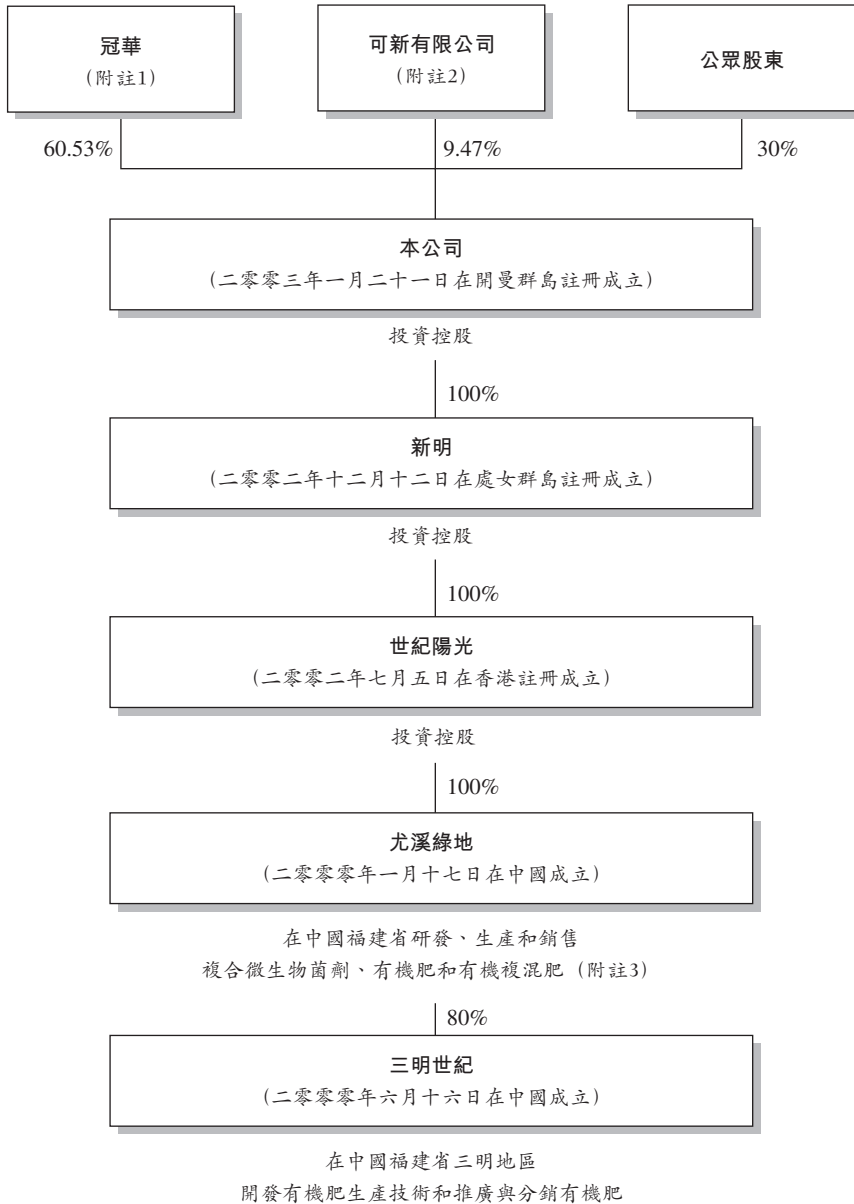 冠華
(附註1)
可新有限公司
(附註2)
公眾股東
60.53%
9.47%
30%
本公司
(二零零三年一月二十一日在開曼群島註冊成立)
投資控股
100%
新明
(二零零二年十二月十二日在處女群島註冊成立)
投資控股
100%
世紀陽光
(二零零二年七月五日在香港註冊成立)
投資控股
100%
尤溪綠地
(二零零零年一月十七日在中國成立)
在中國福建省研發、生產和銷售
複合微生物菌劑、有機肥和有機複混肥(附註3)
80%
三明世紀
(二零零零年六月十六日在中國成立)
在中國福建省三明地區
開發有機肥生產技術和推廣與分銷有機肥